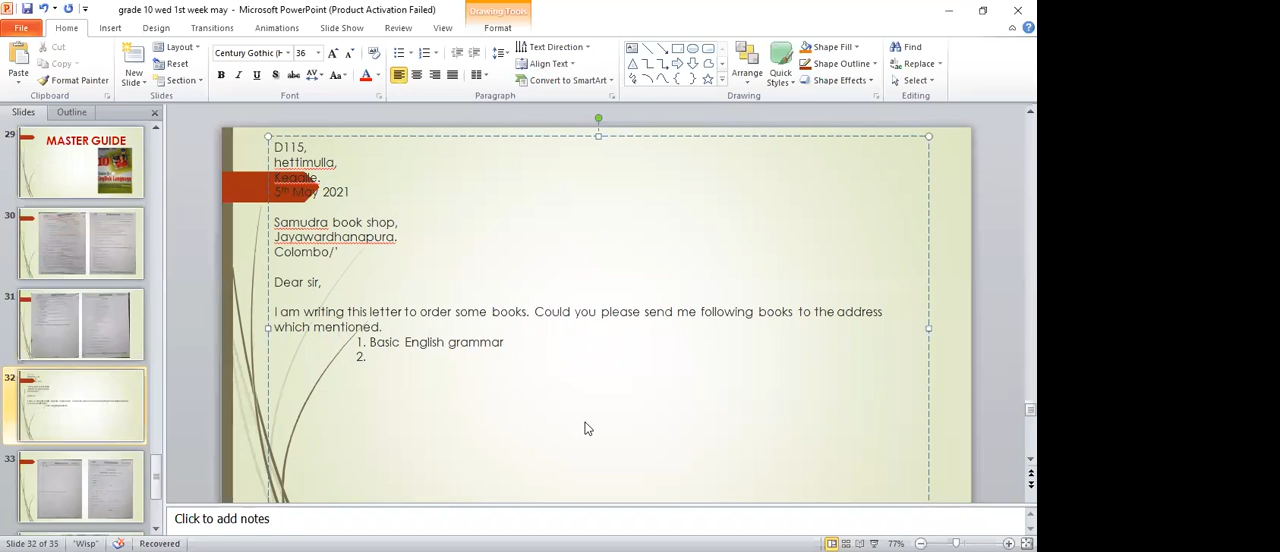 grade 10 wed 1st week may - Microsoft PowerPoint (Product Activation Failed)
Drawing Tools
File Home Insert Design Transitions Animations Slide Show Review View Format
Paste
Cut
Copy
Format Painter
Clipboard
New
Slide
Layout
Reset
Section
Slides
Century Gothic (H 36
Font
Text Direction
Align Text
Convert to SmartArt
Paragraph
Arrange
Quick
Styles
Shape Fill
Shape Outline
Shape Effects
Drawing
Find
Replace
Select
Editing
Slides Outline
29
MASTER GUIDE
30
31
32
33
D115,
hettimulla,
Kegalle.
5th May 2021
Samudra book shop,
Jayawardhanapura.
Colombo/'
Dear sir,
I am writing this letter to order some books. Could you please send me following books to the address
which mentioned.
1. Basic English grammar
2.
Click to add notes
Slide 32 of 35 "Wisp" Recovered 77%